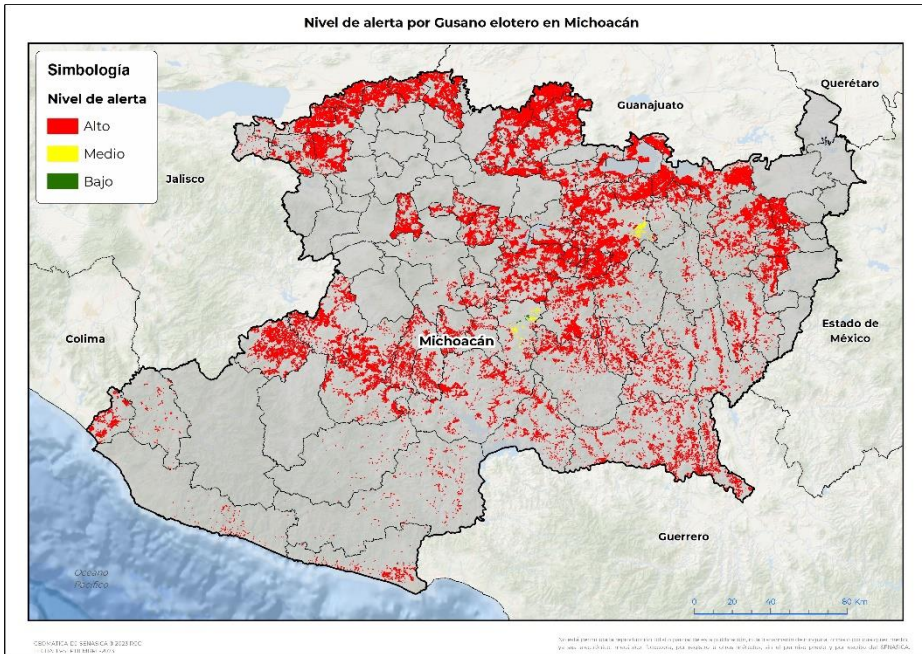 Nivel de alerta por Gusano elotero en Michoacán
Simbología
Nivel de alerta
Alto
Medio
Bajo
Querétaro
Guanajuato
Jalisco
Colima
Michoacán
Estado de
México
Guerrero
Océano
Pacífico
0 20 40 80 Km